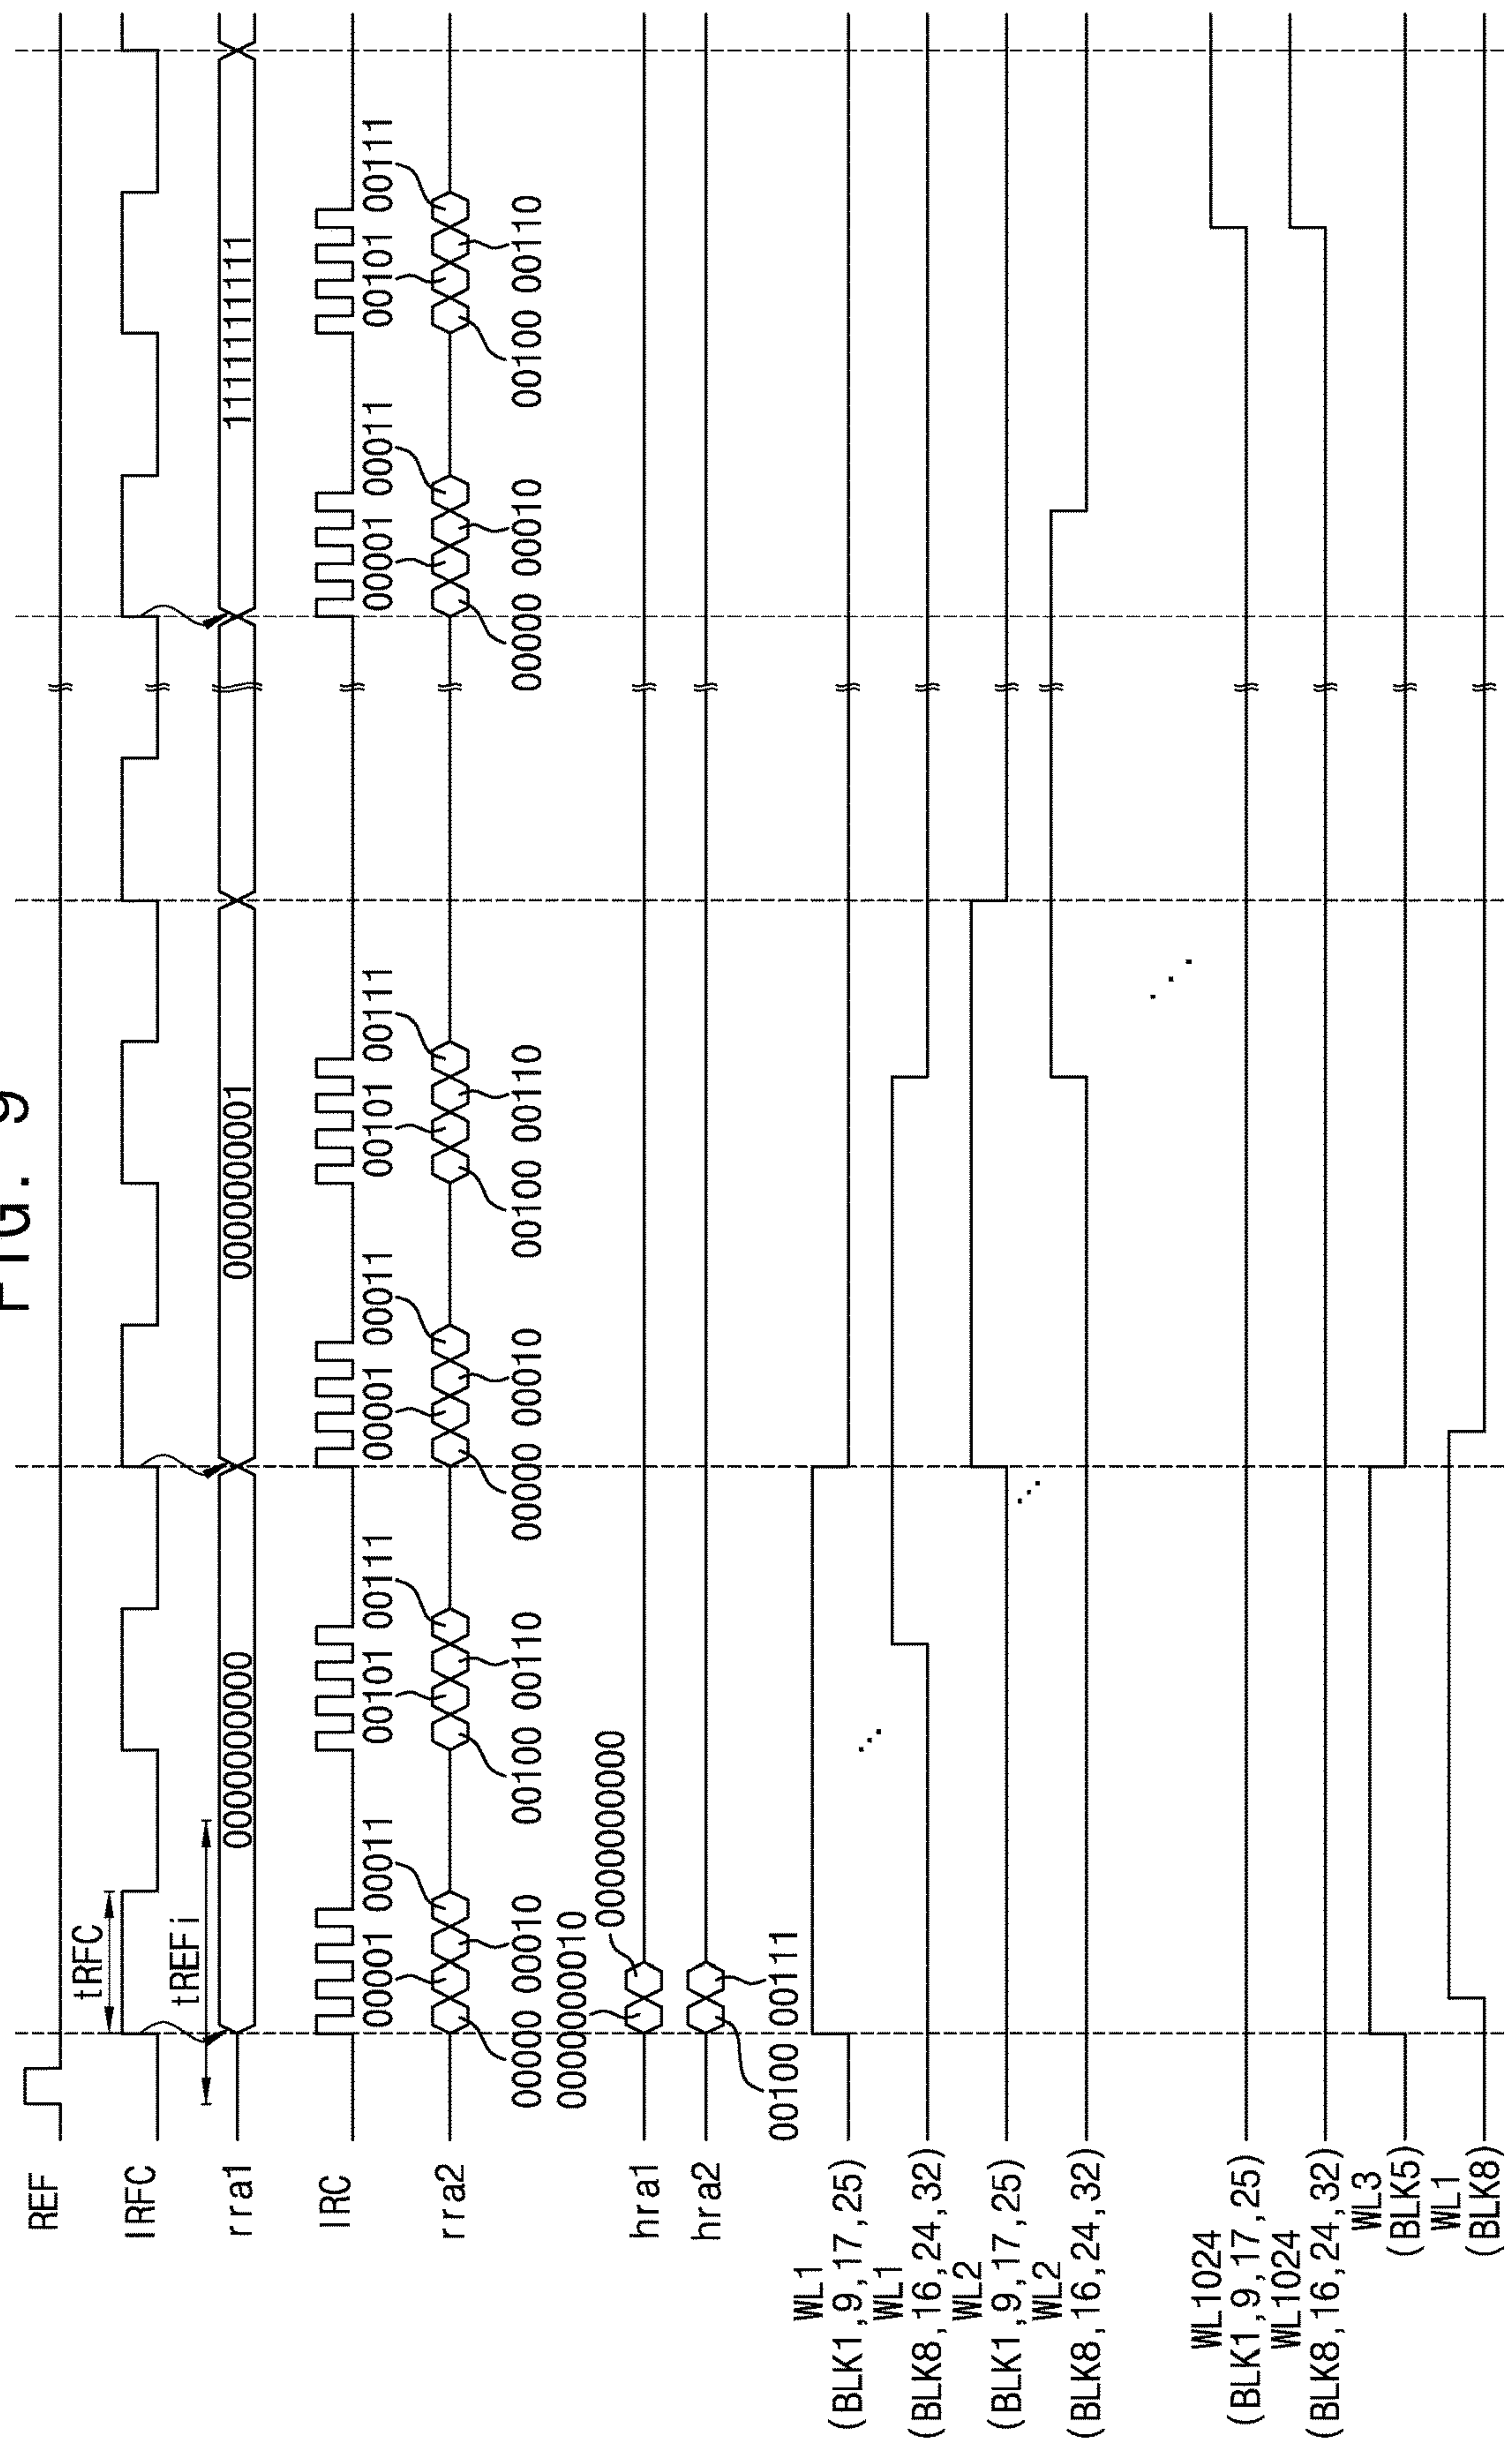 FIG. 9
REF
tRFC
IRFC
tREFi
rra1 0000000000 0000000001 1111111111
IRC
00001 00011 00101 00111 00001 00011 00101 00111 00001 00011 00101 00111
rra2
00000 00010 00100 00110 00000 00010 00100 00110 00000 00010 00100 00110
0000000010
0000000000
hra1
hra2
00100 00111
WL1
(BLK1,9,17,25)
WL1
(BLK8,16,24,32)
WL2
(BLK1,9,17,25)
WL2
(BLK8,16,24,32)
WL1024
(BLK1,9,17,25)
WL1024
(BLK8,16,24,32)
WL3
(BLK5)
WL1
(BLK8)